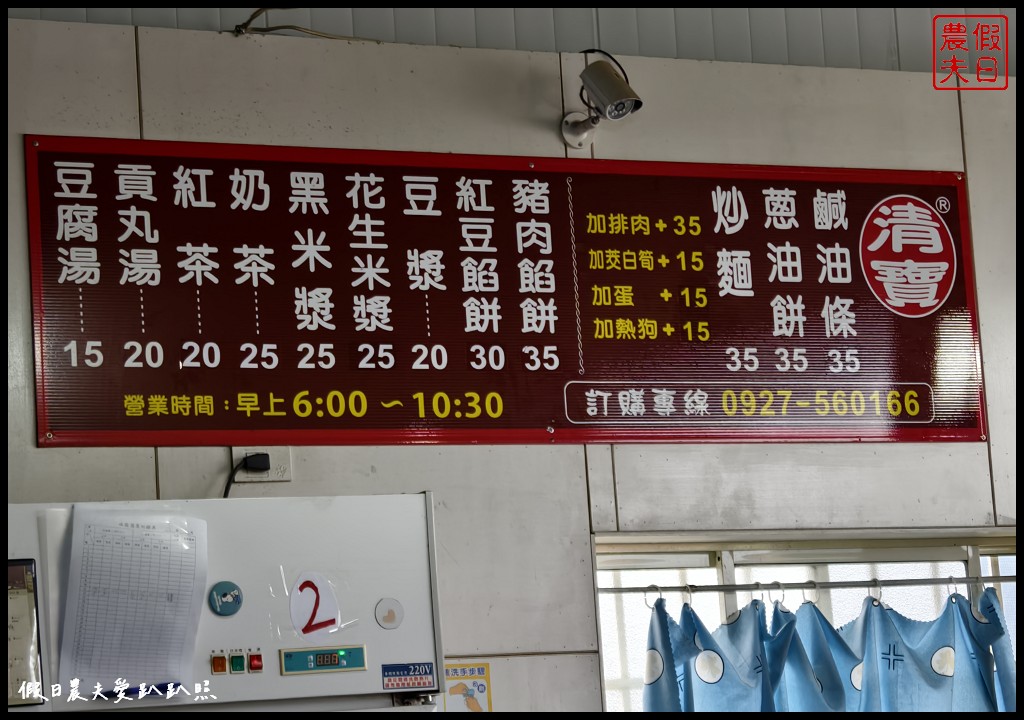 假日農夫
清寶®
鹹油條 35
蔥油餅 35
炒麵 35
加排肉+35
加茭白筍+15
加蛋 +15
加熱狗+15
豬肉餡餅 35
紅豆餡餅 30
豆漿 20
花生米漿 25
黑米漿 25
奶茶 25
紅茶 20
貢丸湯 20
豆腐湯 15
營業時間：早上6:00～10:30
訂購專線 0927-560166
2
220V
洗手步驟
假日農夫愛趴趴照